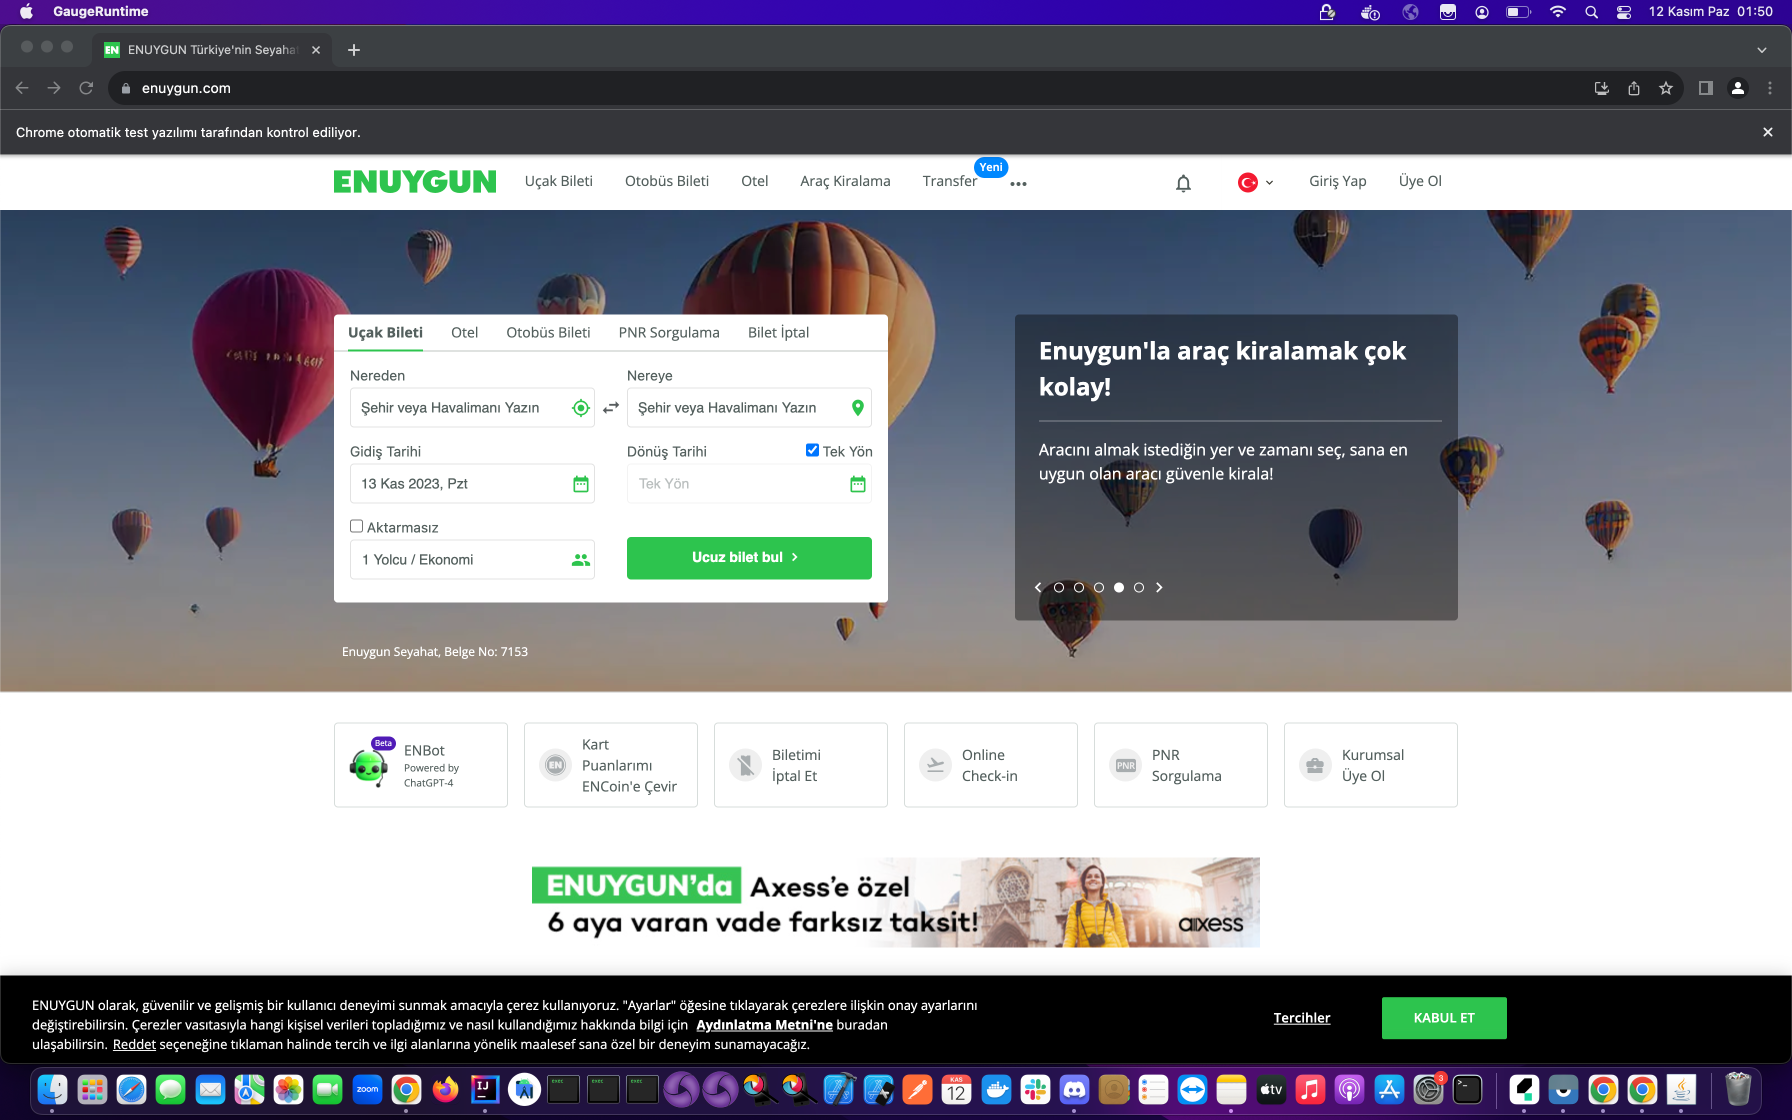 GaugeRuntime
12 Kasım Paz 01:50
ENUYGUN Türkiye'nin Seyaha
enuygun.com
Chrome otomatik test yazılımı tarafından kontrol ediliyor.
ENUYGUN
Uçak Bileti
Otobüs Bileti
Otel
Araç Kiralama
Transfer
Yeni
Giriş Yap
Üye Ol
Uçak Bileti
Otel
Otobüs Bileti
PNR Sorgulama
Bilet İptal
Nereden
Nereye
Şehir veya Havalimanı Yazın
Şehir veya Havalimanı Yazın
Gidiş Tarihi
Dönüş Tarihi
Tek Yön
13 Kas 2023, Pzt
Tek Yön
Aktarmasız
1 Yolcu / Ekonomi
Ucuz bilet bul
Enuygun'la araç kiralamak çok
kolay!
Aracını almak istediğin yer ve zamanı seç, sana en
uygun olan aracı güvenle kirala!
Enuygun Seyahat, Belge No: 7153
Beta
ENBot
Powered by
ChatGPT-4
EN
Kart
Puanlarımı
ENCoin'e Çevir
Biletimi
İptal Et
Online
Check-in
PNR
PNR
Sorgulama
Kurumsal
Üye Ol
ENUYGUN'da Axess'e özel
6 aya varan vade farksız taksit!
axess
ENUYGUN olarak, güvenilir ve gelişmiş bir kullanıcı deneyimi sunmak amacıyla çerez kullanıyoruz. "Ayarlar" öğesine tıklayarak çerezlere ilişkin onay ayarlarını
değiştirebilirsin. Çerezler vasıtasıyla hangi kişisel verileri topladığımız ve nasıl kullandığımız hakkında bilgi için Aydınlatma Metni'ne buradan
ulaşabilirsin. Reddet seçeneğine tıklaman halinde tercih ve ilgi alanlarına yönelik maalesef sana özel bir deneyim sunamayacağız.
Tercihler
KABUL ET
zoom
IJ
KAS
12
tv
3